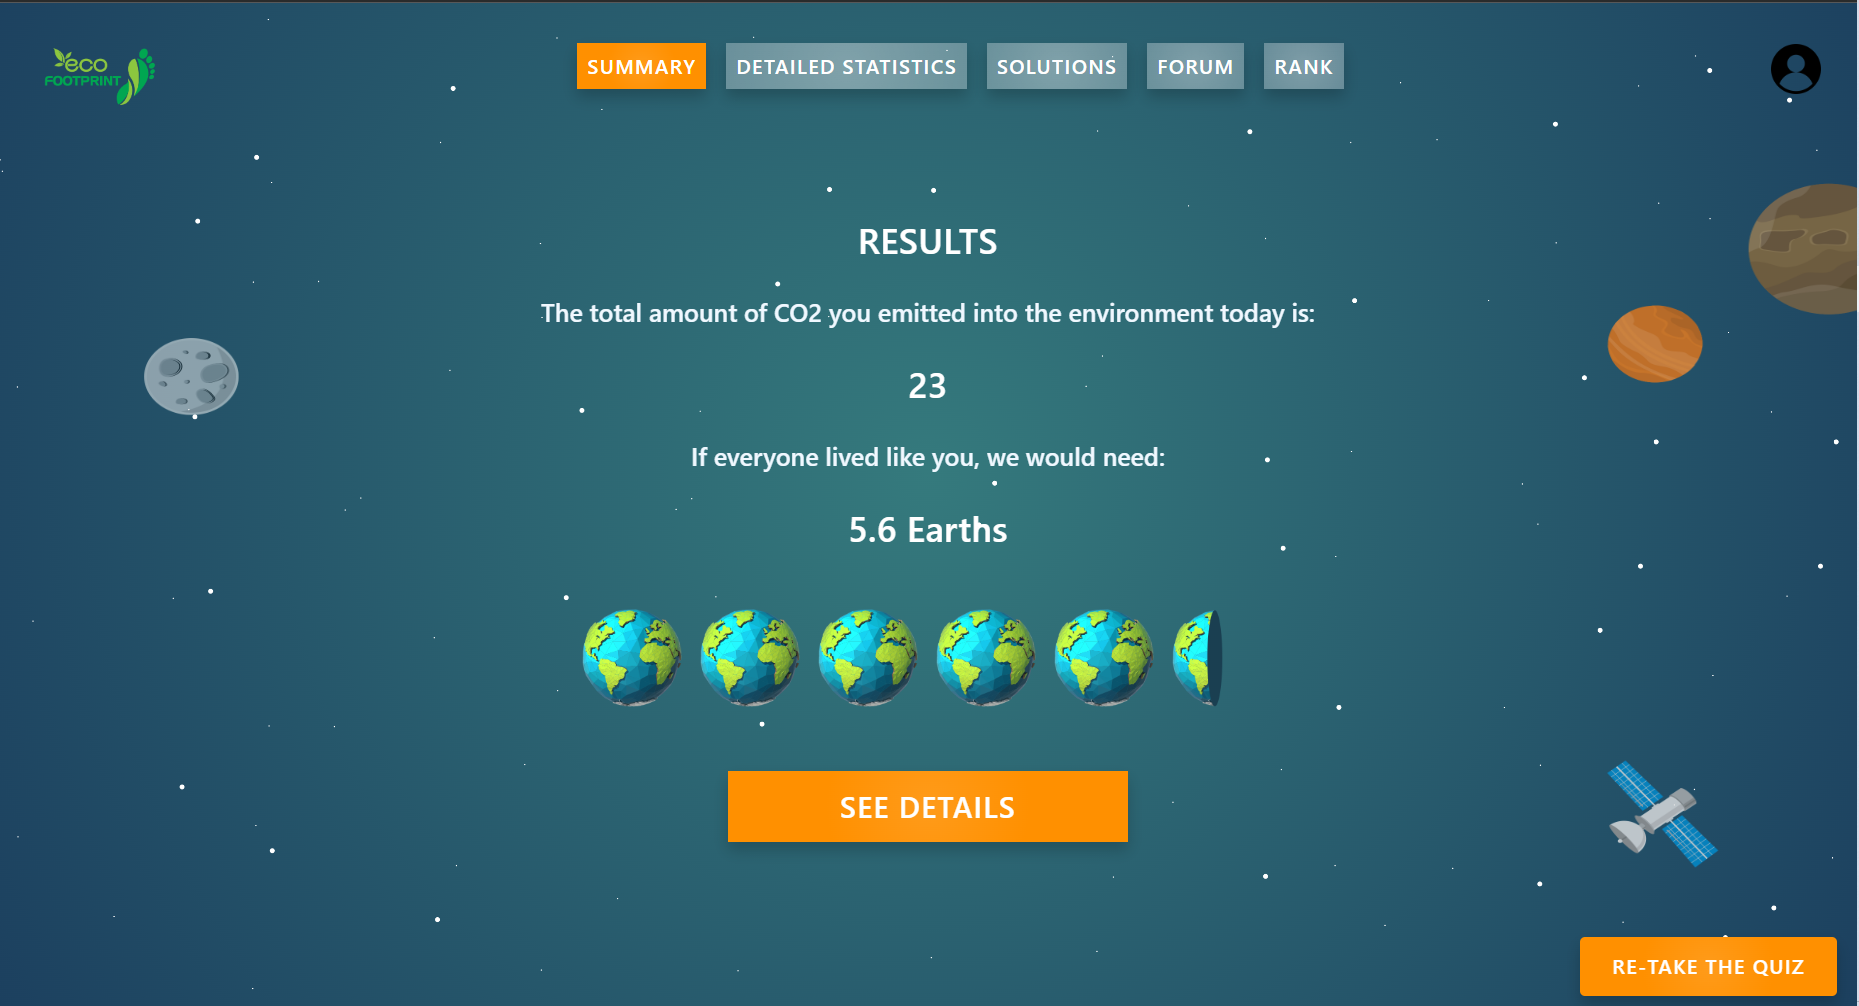 eco
FOOTPRINT
SUMMARY
DETAILED STATISTICS
SOLUTIONS
FORUM
RANK
RESULTS
The total amount of CO2 you emitted into the environment today is:
23
If everyone lived like you, we would need:
5.6 Earths
SEE DETAILS
RE-TAKE THE QUIZ